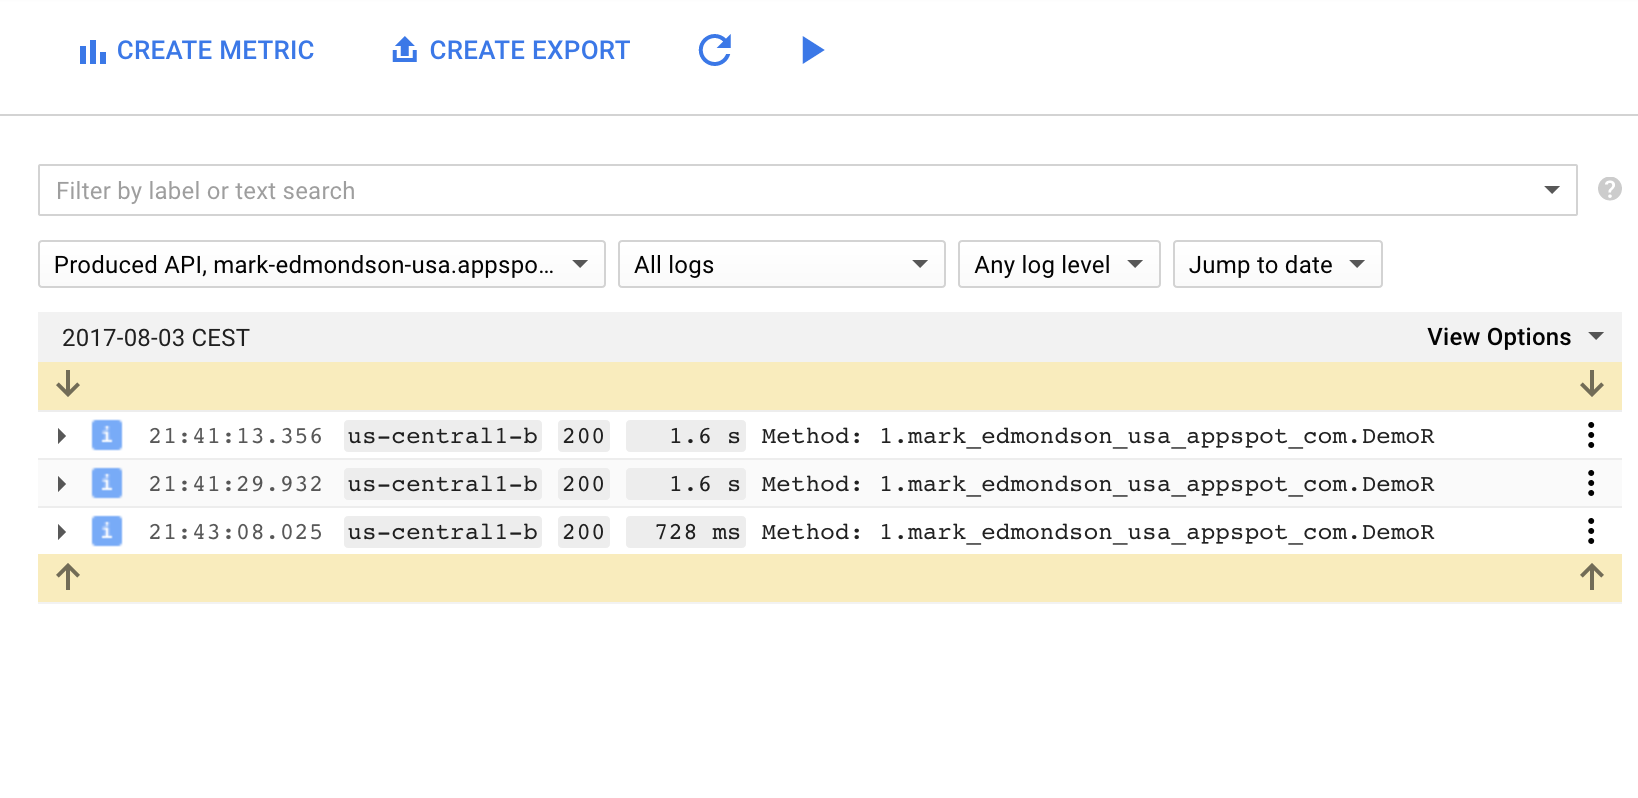 CREATE METRIC CREATE EXPORT
Filter by label or text search ?
Produced API, mark-edmondson-usa.appspo... All logs Any log level Jump to date
2017-08-03 CEST View Options
i 21:41:13.356 us-central1-b 200 1.6 s Method: 1.mark_edmondson_usa_appspot_com.DemoR
i 21:41:29.932 us-central1-b 200 1.6 s Method: 1.mark_edmondson_usa_appspot_com.DemoR
i 21:43:08.025 us-central1-b 200 728 ms Method: 1.mark_edmondson_usa_appspot_com.DemoR